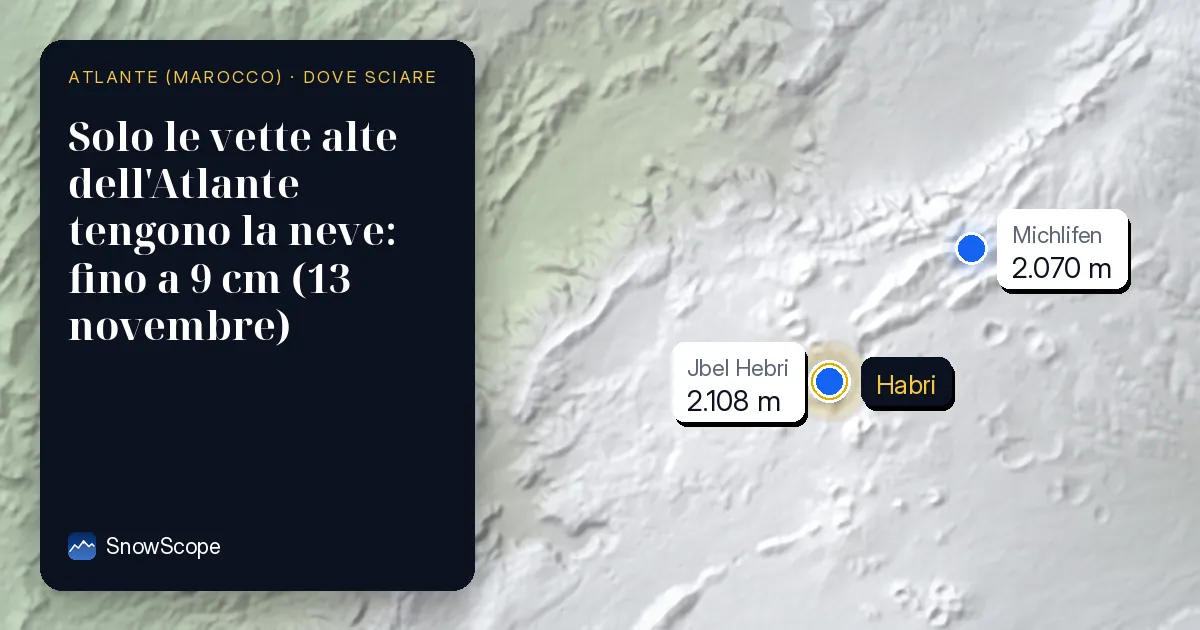 ATLANTE (MAROCCO) · DOVE SCIARE
Solo le vette alte
dell'Atlante
tengono la neve:
fino a 9 cm (13
novembre)
SnowScope
Michlifen
2.070 m
Jbel Hebri
2.108 m
Habri